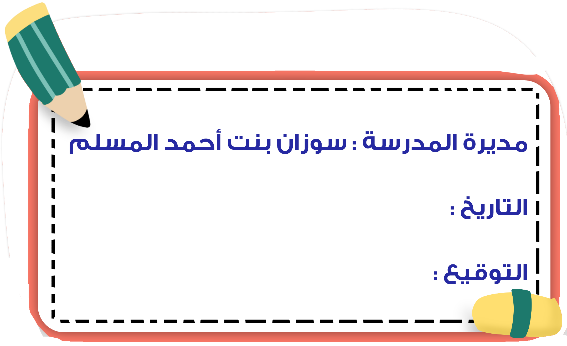 مديرة المدرسة : سوزان بنت أحمد المسلم
التاريخ :
التوقيع :